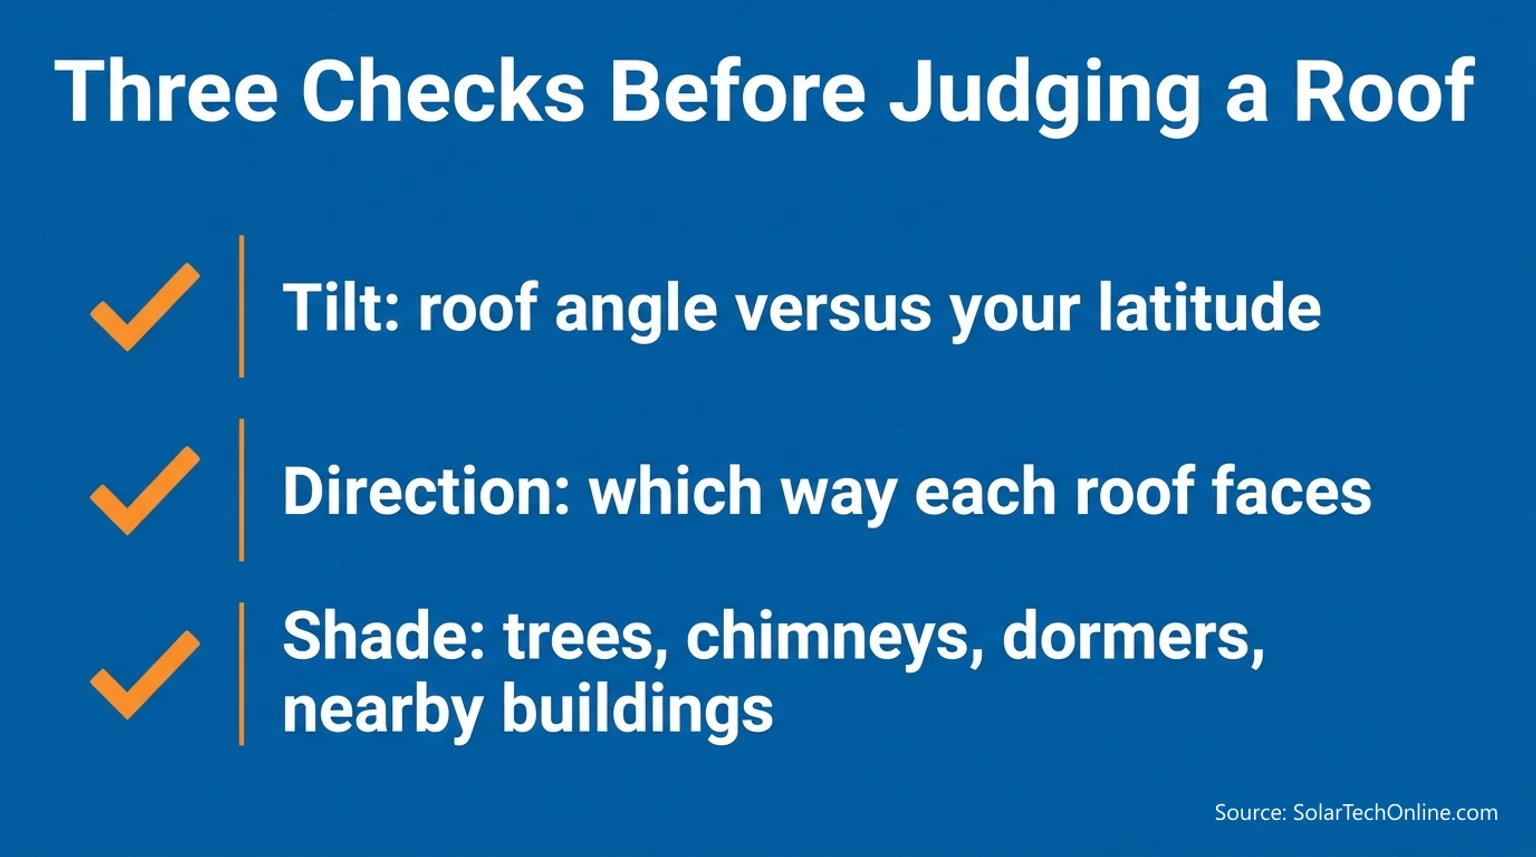 Three Checks Before Judging a Roof
Tilt: roof angle versus your latitude
Direction: which way each roof faces
Shade: trees, chimneys, dormers,
nearby buildings
Source: SolarTechOnline.com